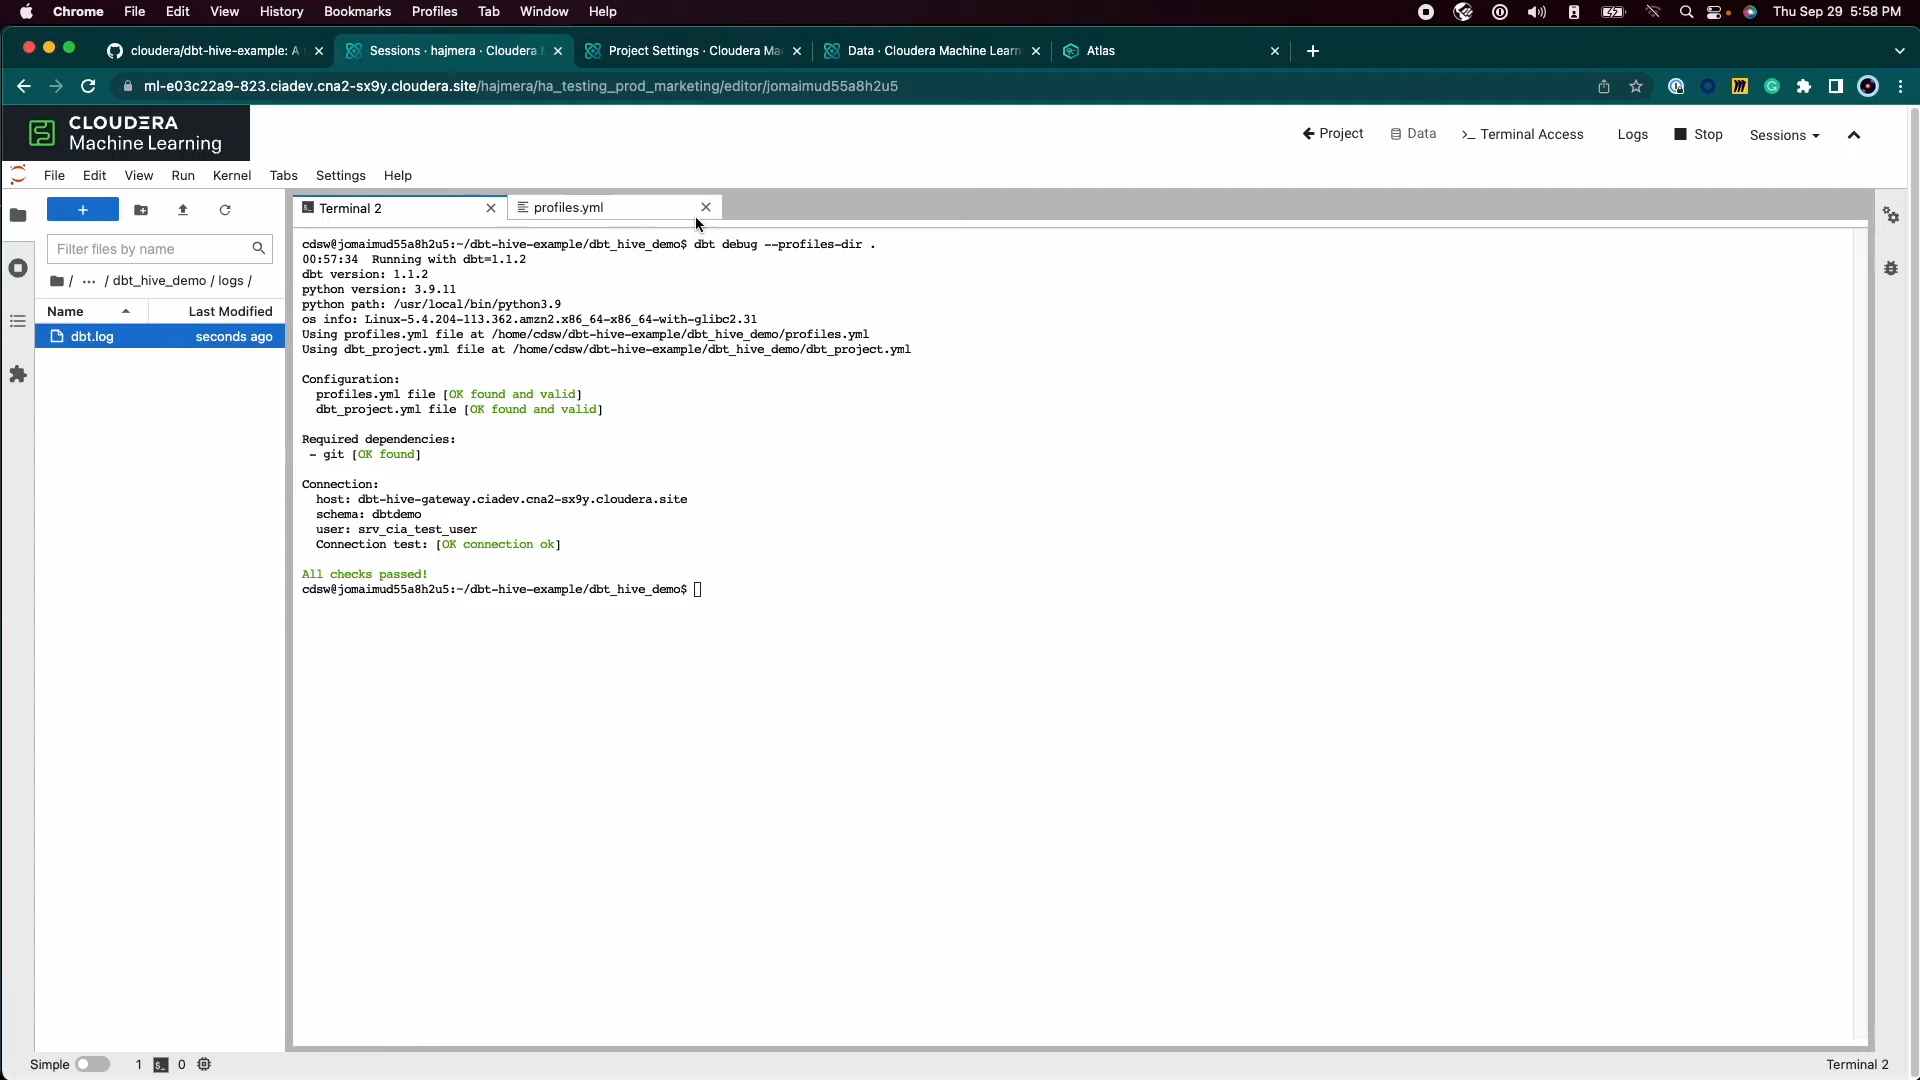 Chrome File Edit View History Bookmarks Profiles Tab Window Help Thu Sep 29 5:58 PM
cloudera/dbt-hive-example: A Sessions · hajmera · Cloudera Project Settings · Cloudera Ma Data · Cloudera Machine Learn Atlas
ml-e03c22a9-823.ciadev.cna2-sx9y.cloudera.site/hajmera/ha_testing_prod_marketing/editor/jomaimud55a8h2u5
CLOUDERA
Machine Learning
Project Data Terminal Access Logs Stop Sessions
File Edit View Run Kernel Tabs Settings Help
+
Terminal 2 profiles.yml
Filter files by name
/ ··· / dbt_hive_demo / logs /
Name Last Modified
dbt.log seconds ago
cdsw@jomaimud55a8h2u5:~/dbt-hive-example/dbt_hive_demo$ dbt debug --profiles-dir .
00:57:34  Running with dbt=1.1.2
dbt version: 1.1.2
python version: 3.9.11
python path: /usr/local/bin/python3.9
os info: Linux-5.4.204-113.362.amzn2.x86_64-x86_64-with-glibc2.31
Using profiles.yml file at /home/cdsw/dbt-hive-example/dbt_hive_demo/profiles.yml
Using dbt_project.yml file at /home/cdsw/dbt-hive-example/dbt_hive_demo/dbt_project.yml
Configuration:
profiles.yml file [OK found and valid]
dbt_project.yml file [OK found and valid]
Required dependencies:
- git [OK found]
Connection:
host: dbt-hive-gateway.ciadev.cna2-sx9y.cloudera.site
schema: dbtdemo
user: srv_cia_test_user
Connection test: [OK connection ok]
All checks passed!
cdsw@jomaimud55a8h2u5:~/dbt-hive-example/dbt_hive_demo$
Simple 1 0 Terminal 2